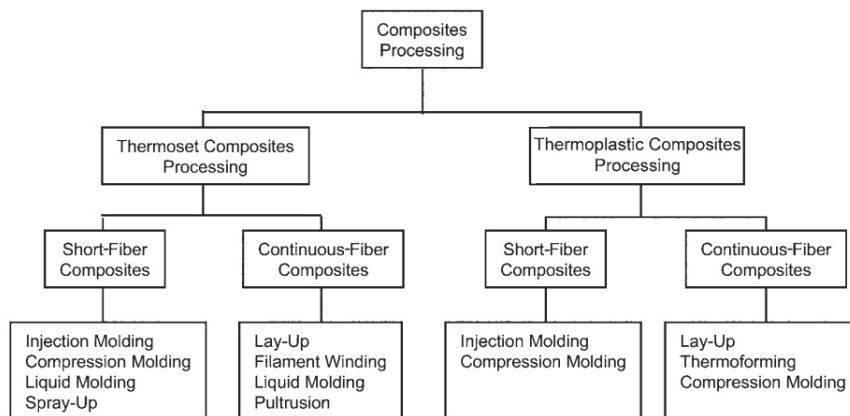 Composites
Processing
Thermoset Composites
Processing
Thermoplastic Composites
Processing
Short-Fiber
Composites
Continuous-Fiber
Composites
Short-Fiber
Composites
Continuous-Fiber
Composites
Injection Molding
Compression Molding
Liquid Molding
Spray-Up
Lay-Up
Filament Winding
Liquid Molding
Pultrusion
Injection Molding
Compression Molding
Lay-Up
Thermoforming
Compression Molding